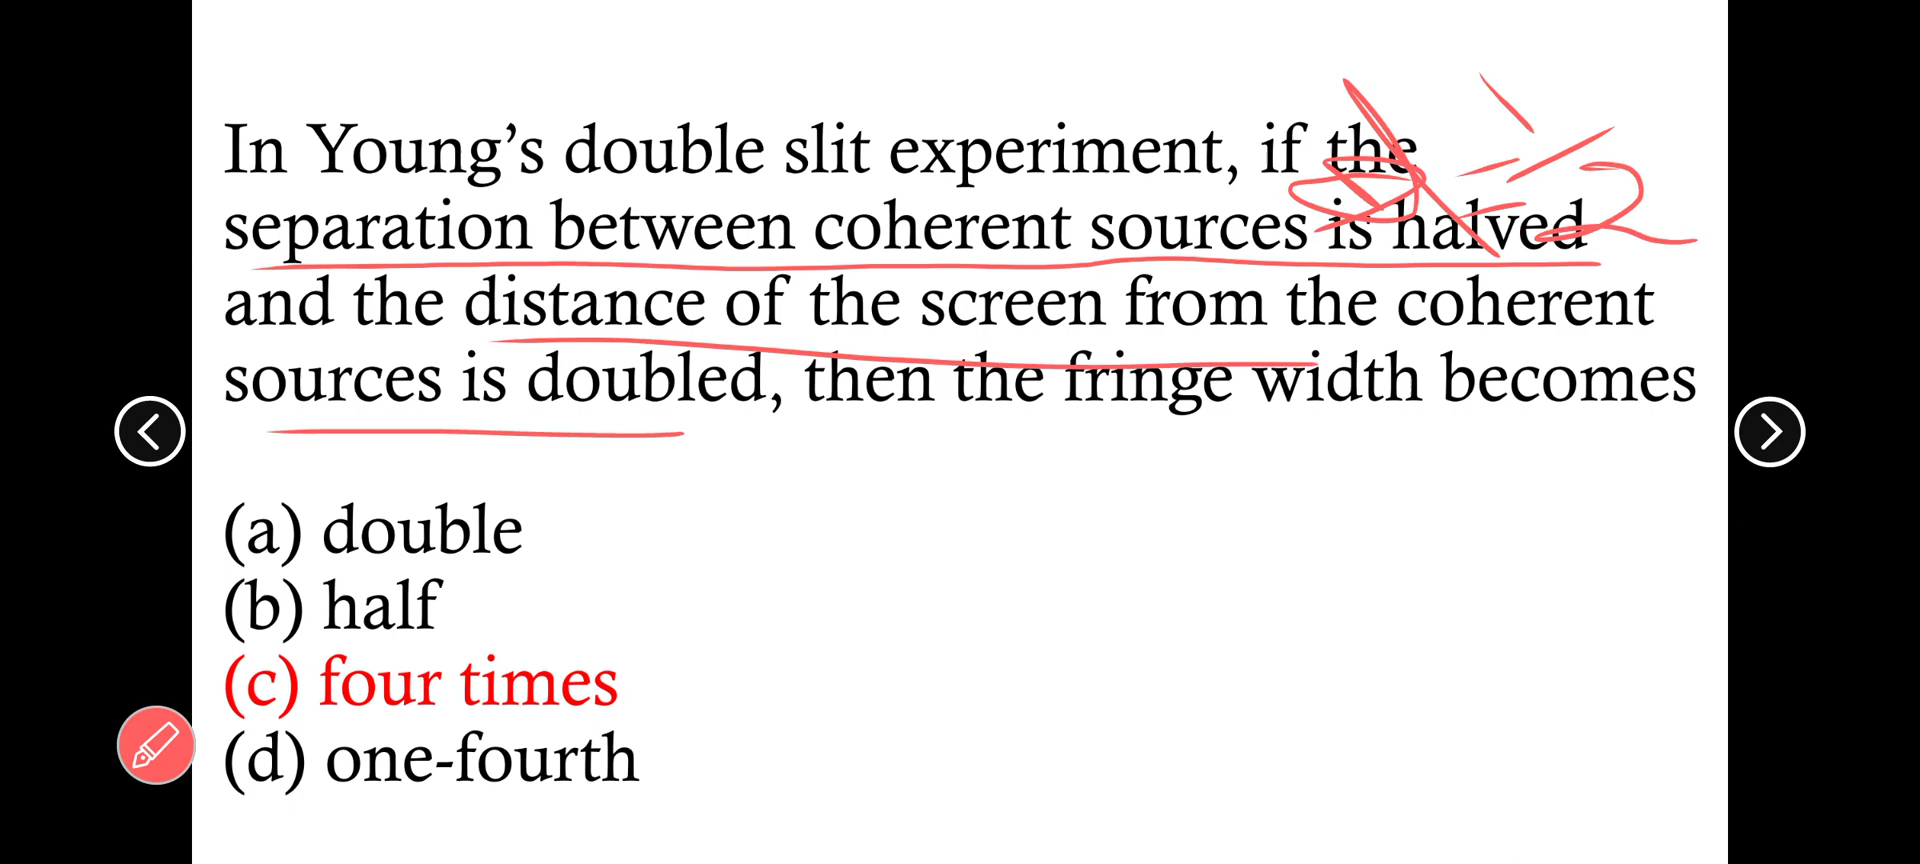 In Young’s double slit experiment, if the
separation between coherent sources is halved
and the distance of the screen from the coherent
sources is doubled, then the fringe width becomes
(a) double
(b) half
(c) four times
(d) one-fourth